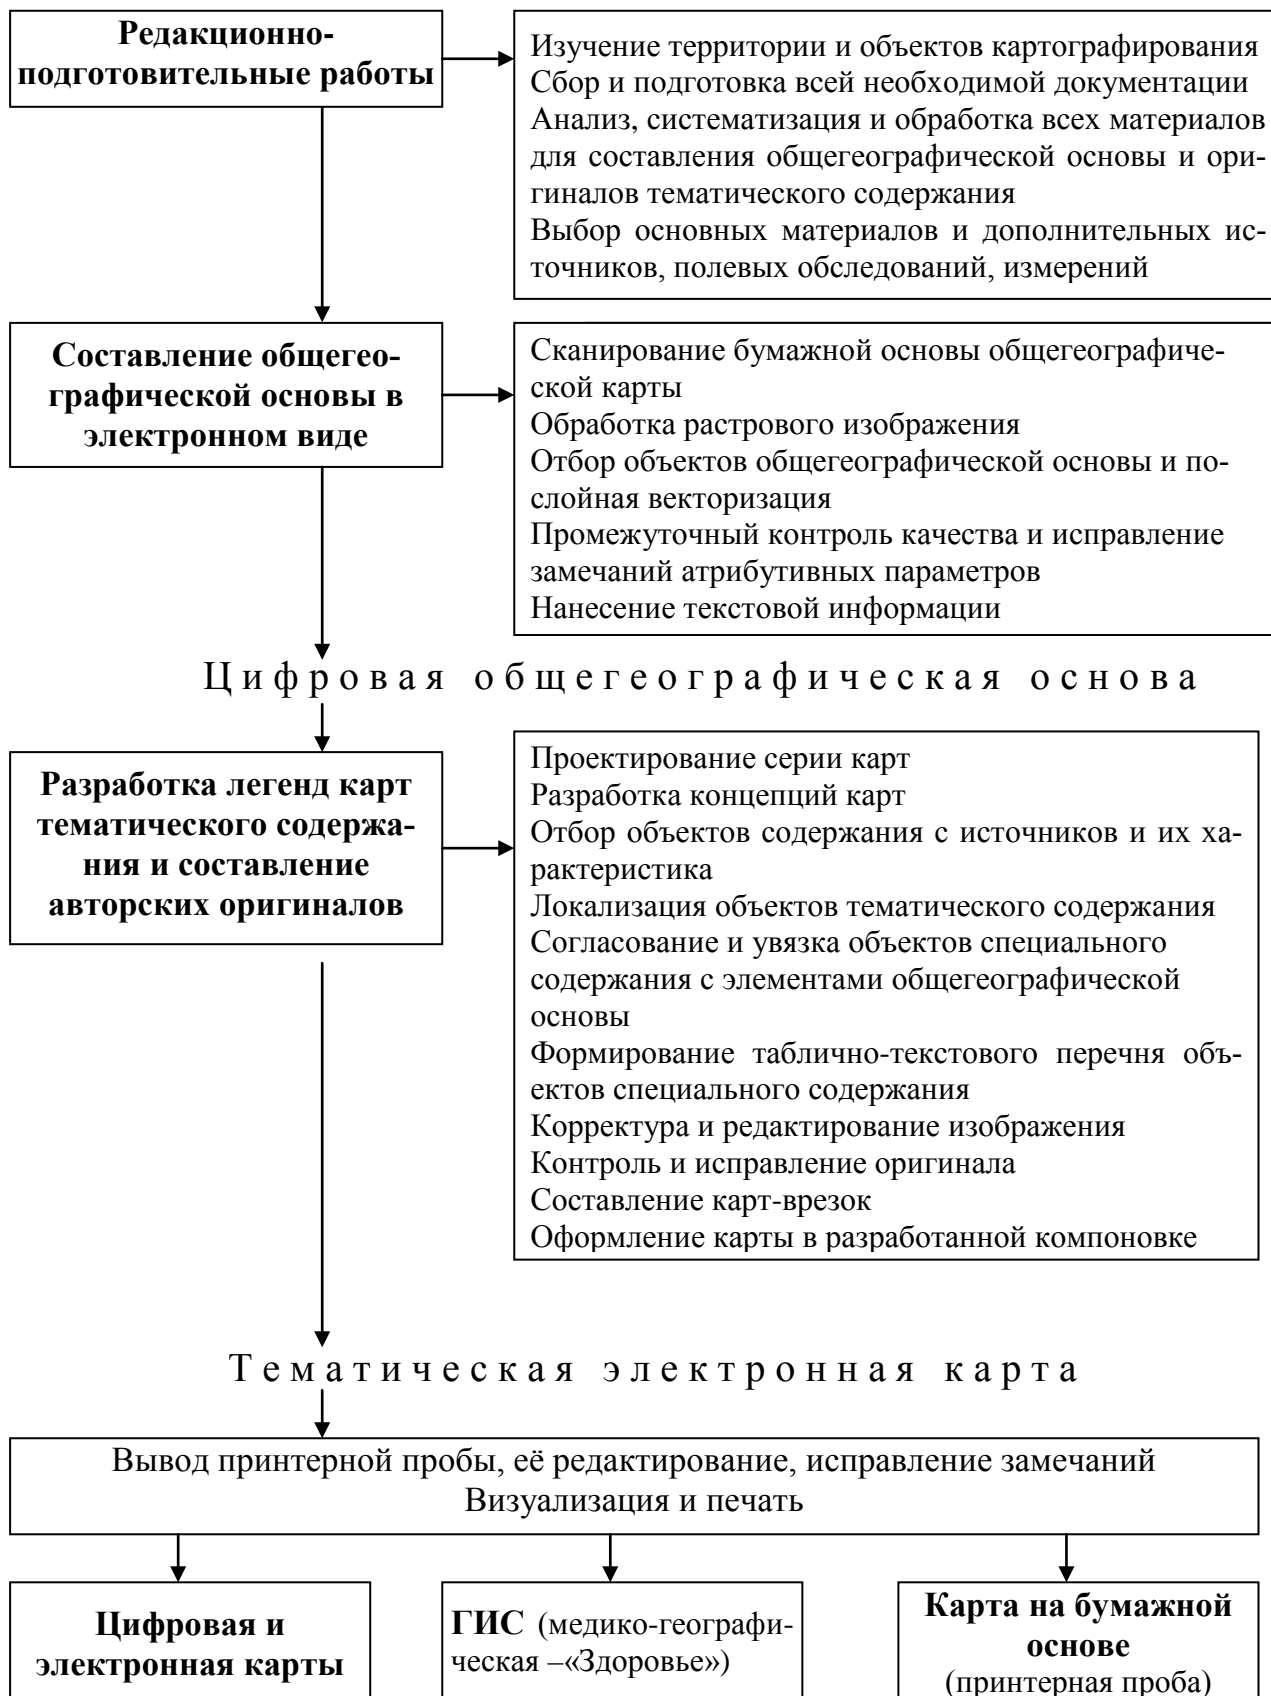 Редакционно-
подготовительные работы
Изучение территории и объектов картографирования
Сбор и подготовка всей необходимой документации
Анализ, систематизация и обработка всех материалов
для составления общегеографической основы и ори-
гиналов тематического содержания
Выбор основных материалов и дополнительных ис-
точников, полевых обследований, измерений
Составление общегео-
графической основы в
электронном виде
Сканирование бумажной основы общегеографиче-
ской карты
Обработка растрового изображения
Отбор объектов общегеографической основы и по-
слойная векторизация
Промежуточный контроль качества и исправление
замечаний атрибутивных параметров
Нанесение текстовой информации
Цифровая общегеографическая основа
Разработка легенд карт
тематического содержа-
ния и составление
авторских оригиналов
Проектирование серии карт
Разработка концепций карт
Отбор объектов содержания с источников и их ха-
рактеристика
Локализация объектов тематического содержания
Согласование и увязка объектов специального
содержания с элементами общегеографической
основы
Формирование таблично-текстового перечня объ-
ектов специального содержания
Корректура и редактирование изображения
Контроль и исправление оригинала
Составление карт-врезок
Оформление карты в разработанной компоновке
Тематическая электронная карта
Вывод принтерной пробы, её редактирование, исправление замечаний
Визуализация и печать
Цифровая и
электронная карты
ГИС (медико-географи-
ческая –«Здоровье»)
Карта на бумажной
основе
(принтерная проба)